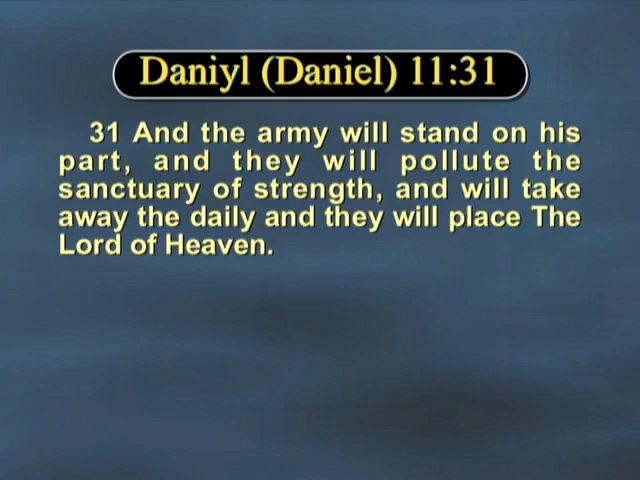 Daniyl (Daniel) 11:31
31 And the army will stand on his
part, and they will pollute the
sanctuary of strength, and will take
away the daily and they will place The
Lord of Heaven.